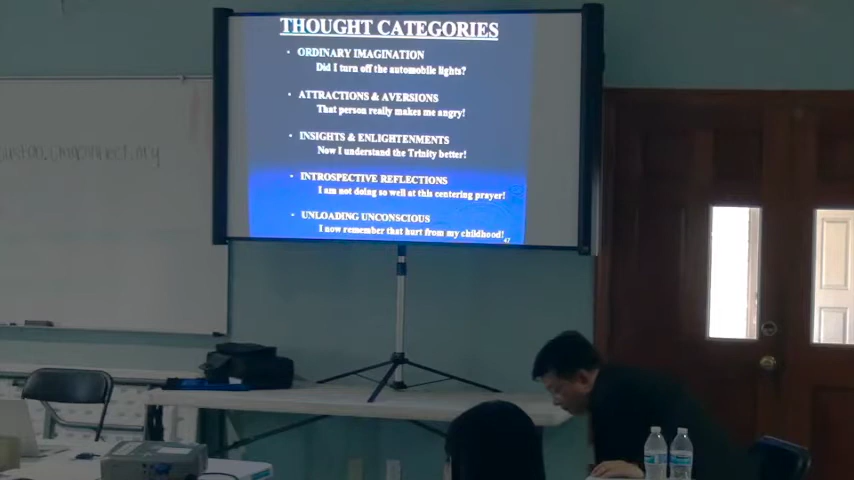 THOUGHT CATEGORIES
• ORDINARY IMAGINATION
Did I turn off the automobile lights?
• ATTRACTIONS & AVERSIONS
That person really makes me angry!
• INSIGHTS & ENLIGHTENMENTS
Now I understand the Trinity better!
• INTROSPECTIVE REFLECTIONS
I am not doing so well at this centering prayer!
• UNLOADING UNCONSCIOUS
I now remember that hurt from my childhood!
47